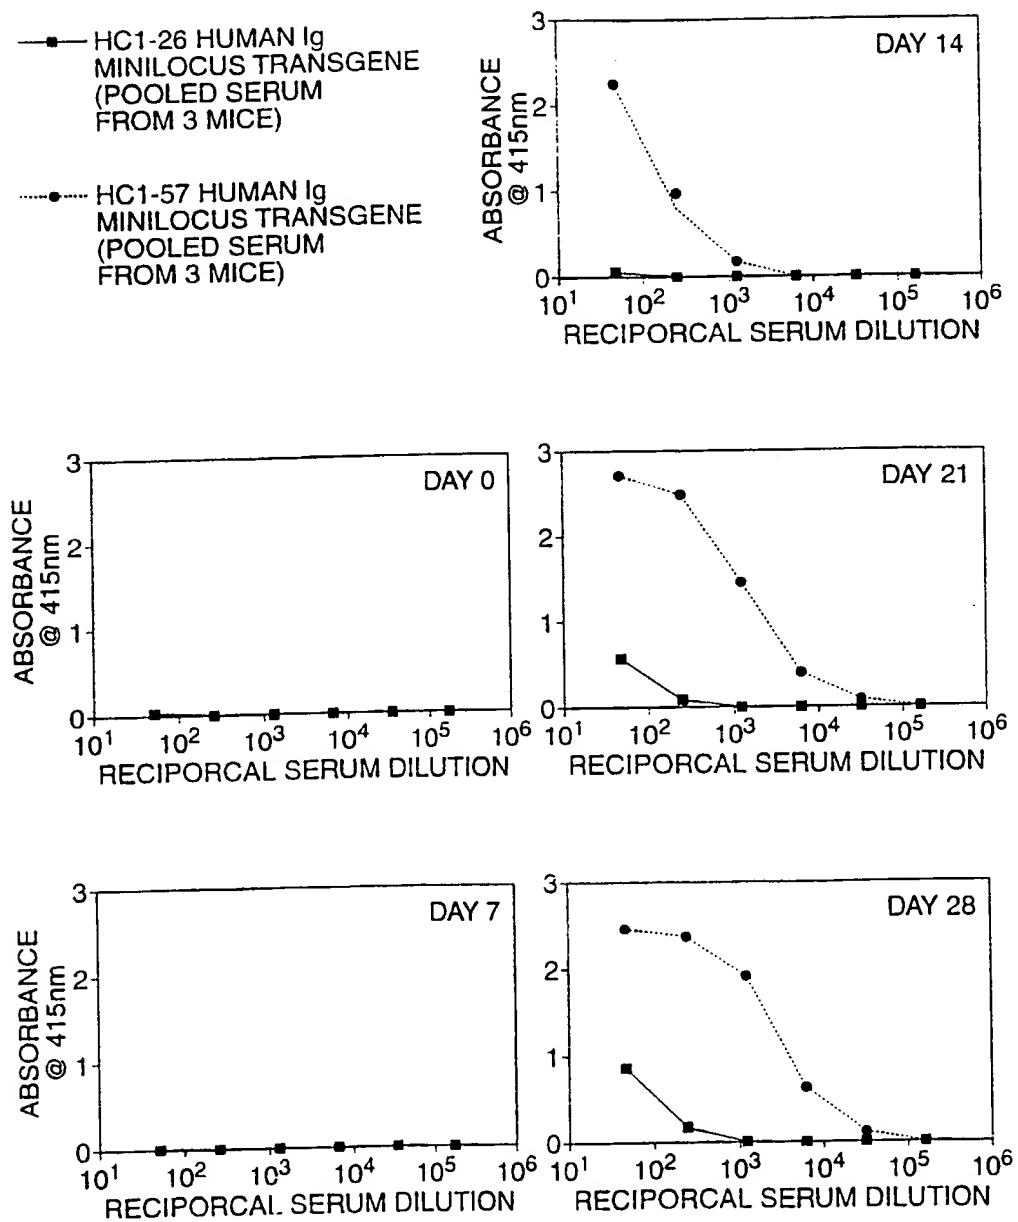 HC1-26 HUMAN Ig
MINILOCUS TRANSGENE
(POOLED SERUM
FROM 3 MICE)
HC1-57 HUMAN Ig
MINILOCUS TRANSGENE
(POOLED SERUM
FROM 3 MICE)
DAY 14
ABSORBANCE
@ 415nm
3
2
1
0
10¹ 10² 10³ 10⁴ 10⁵ 10⁶
RECIPORCAL SERUM DILUTION
DAY 0
ABSORBANCE
@ 415nm
3
2
1
0
10¹ 10² 10³ 10⁴ 10⁵ 10⁶
RECIPORCAL SERUM DILUTION
DAY 21
3
2
1
0
10¹ 10² 10³ 10⁴ 10⁵ 10⁶
RECIPORCAL SERUM DILUTION
DAY 7
ABSORBANCE
@ 415nm
3
2
1
0
10¹ 10² 10³ 10⁴ 10⁵ 10⁶
RECIPORCAL SERUM DILUTION
DAY 28
3
2
1
0
10¹ 10² 10³ 10⁴ 10⁵ 10⁶
RECIPORCAL SERUM DILUTION